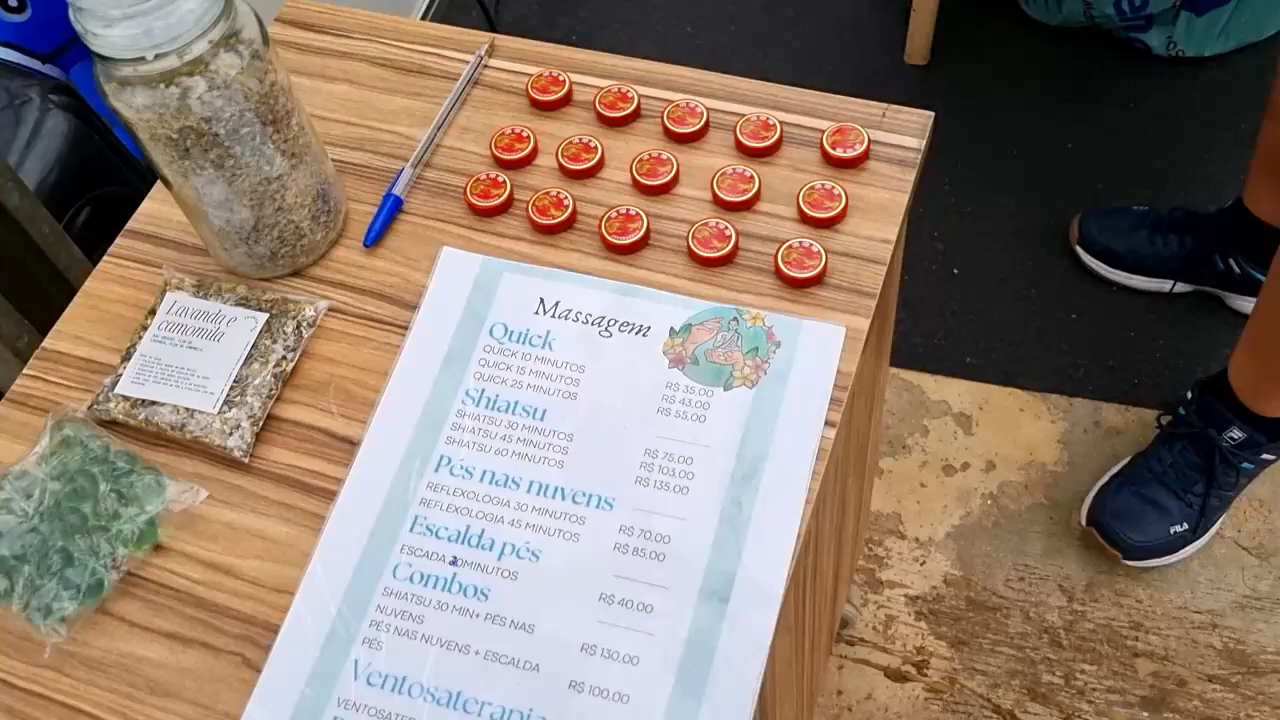 Lavanda e
camomila
Massagem
Quick
QUICK 10 MINUTOS R$ 35,00
QUICK 15 MINUTOS R$ 43,00
QUICK 25 MINUTOS R$ 55,00
Shiatsu
SHIATSU 30 MINUTOS R$ 75,00
SHIATSU 45 MINUTOS R$ 103,00
SHIATSU 60 MINUTOS R$ 135,00
Pés nas nuvens
REFLEXOLOGIA 30 MINUTOS R$ 70,00
REFLEXOLOGIA 45 MINUTOS R$ 85,00
Escalda pés
ESCADA 20MINUTOS R$ 40,00
Combos
SHIATSU 30 MIN+ PÉS NAS
NUVENS R$ 130,00
PÉS NAS NUVENS + ESCALDA
PÉS R$ 100,00
Ventosaterapia
FILA